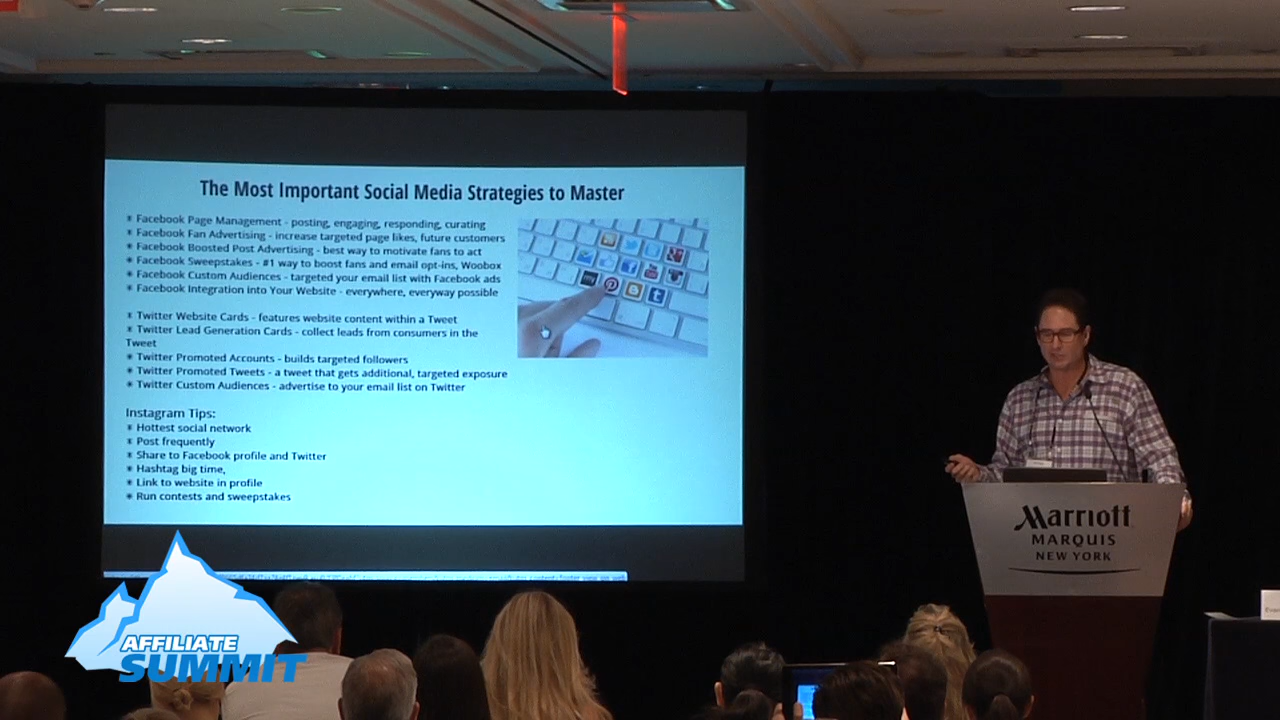 The Most Important Social Media Strategies to Master
* Facebook Page Management - posting, engaging, responding, curating
* Facebook Fan Advertising - increase targeted page likes, future customers
* Facebook Boosted Post Advertising - best way to motivate fans to act
* Facebook Sweepstakes - #1 way to boost fans and email opt-ins, Woobox
* Facebook Custom Audiences - targeted your email list with Facebook ads
* Facebook Integration into Your Website - everywhere, everyway possible
* Twitter Website Cards - features website content within a Tweet
* Twitter Lead Generation Cards - collect leads from consumers in the
Tweet
* Twitter Promoted Accounts - builds targeted followers
* Twitter Promoted Tweets - a tweet that gets additional, targeted exposure
* Twitter Custom Audiences - advertise to your email list on Twitter
Instagram Tips:
* Hottest social network
* Post frequently
* Share to Facebook profile and Twitter
* Hashtag big time,
* Link to website in profile
* Run contests and sweepstakes
Marriott
MARQUIS
NEW YORK
AFFILIATE
SUMMIT